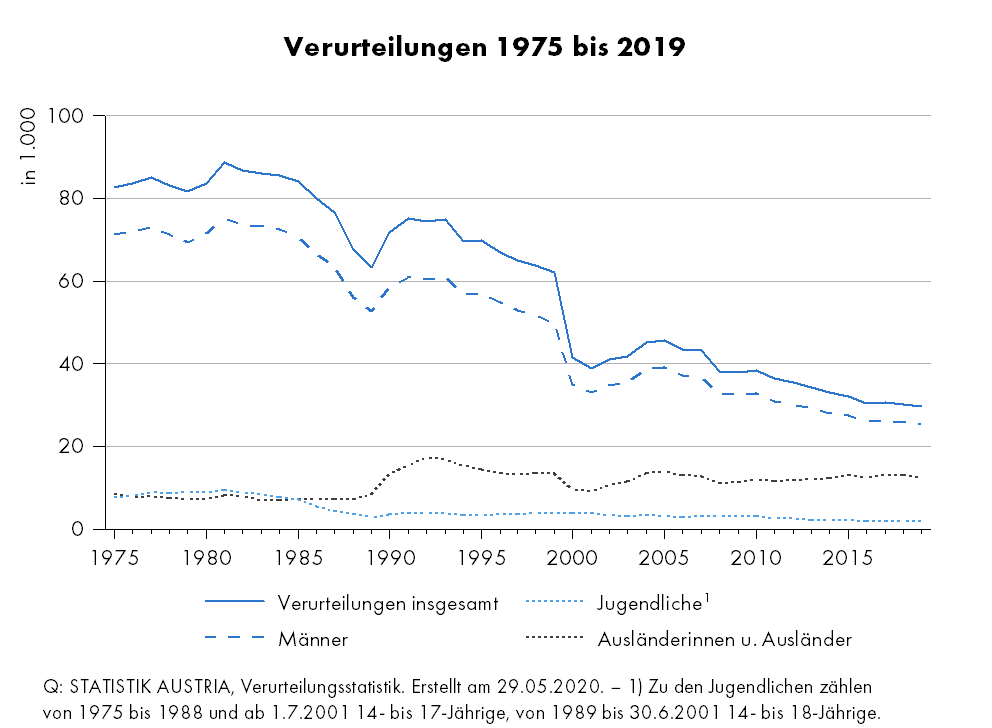 Verurteilungen 1975 bis 2019
in 1.000
100
80
60
40
20
0
1975 1980 1985 1990 1995 2000 2005 2010 2015
Verurteilungen insgesamt Jugendliche¹
Männer Ausländerinnen u. Ausländer
Q: STATISTIK AUSTRIA, Verurteilungsstatistik. Erstellt am 29.05.2020. – 1) Zu den Jugendlichen zählen
von 1975 bis 1988 und ab 1.7.2001 14- bis 17-Jährige, von 1989 bis 30.6.2001 14- bis 18-Jährige.